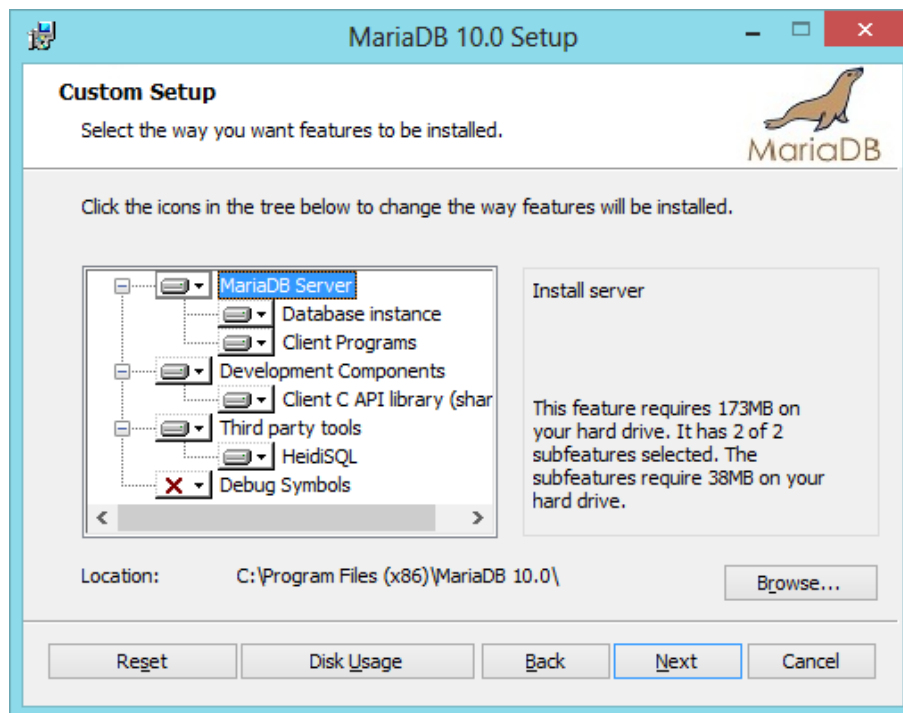 MariaDB 10.0 Setup
Custom Setup
Select the way you want features to be installed.
MariaDB
Click the icons in the tree below to change the way features will be installed.
MariaDB Server
Database instance
Client Programs
Development Components
Client C API library (shar
Third party tools
HeidiSQL
Debug Symbols
Install server
This feature requires 173MB on
your hard drive. It has 2 of 2
subfeatures selected. The
subfeatures require 38MB on your
hard drive.
Location: C:\Program Files (x86)\MariaDB 10.0\
Browse...
Reset Disk Usage Back Next Cancel